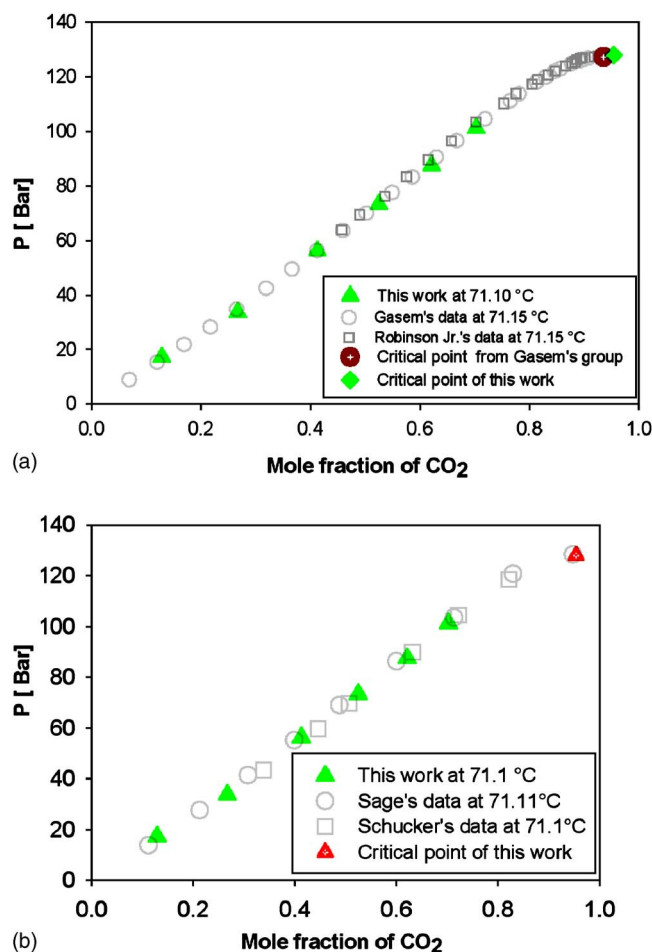 140
120
100
80
60
40
20
0
P [ Bar]
This work at 71.10 °C
Gasem's data at 71.15 °C
Robinson Jr.'s data at 71.15 °C
Critical point from Gasem's group
Critical point of this work
0.0 0.2 0.4 0.6 0.8 1.0
(a)
Mole fraction of CO₂
140
120
100
80
60
40
20
0
P [ Bar]
This work at 71.1 °C
Sage's data at 71.11°C
Schucker's data at 71.1°C
Critical point of this work
0.0 0.2 0.4 0.6 0.8 1.0
(b)
Mole fraction of CO₂